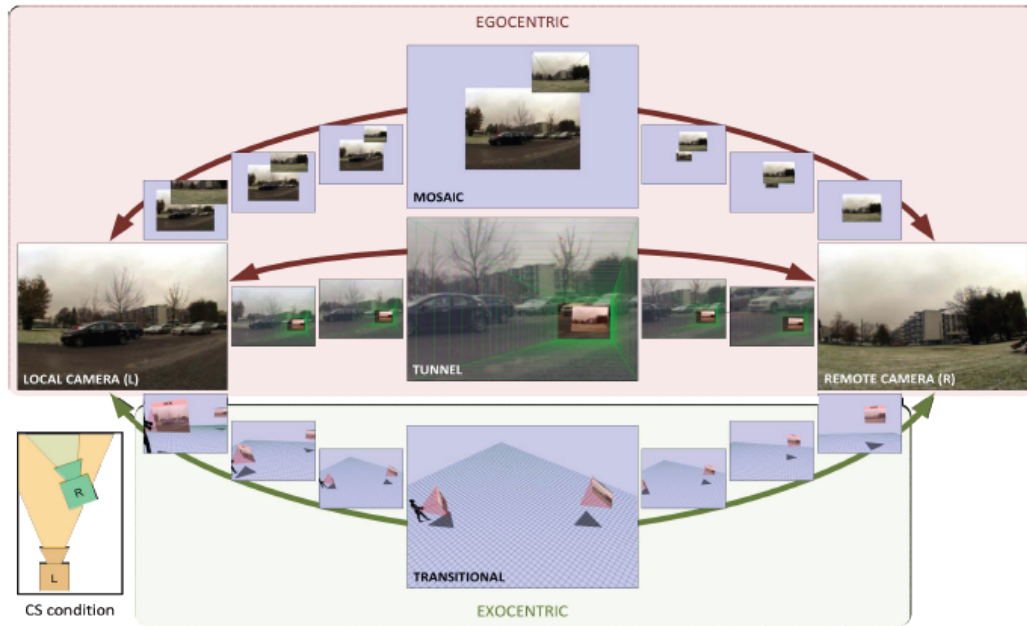 EGOCENTRIC
MOSAIC
TUNNEL
LOCAL CAMERA (L)
REMOTE CAMERA (R)
R
L
CS condition
TRANSITIONAL
EXOCENTRIC